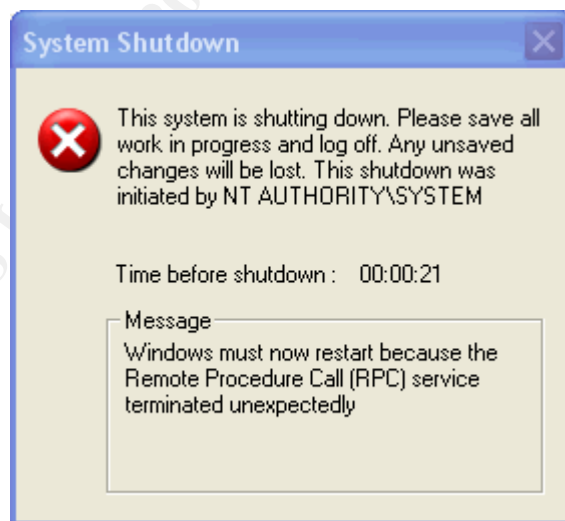 System Shutdown
This system is shutting down. Please save all
work in progress and log off. Any unsaved
changes will be lost. This shutdown was
initiated by NT AUTHORITY\SYSTEM
Time before shutdown : 00:00:21
Message
Windows must now restart because the
Remote Procedure Call (RPC) service
terminated unexpectedly